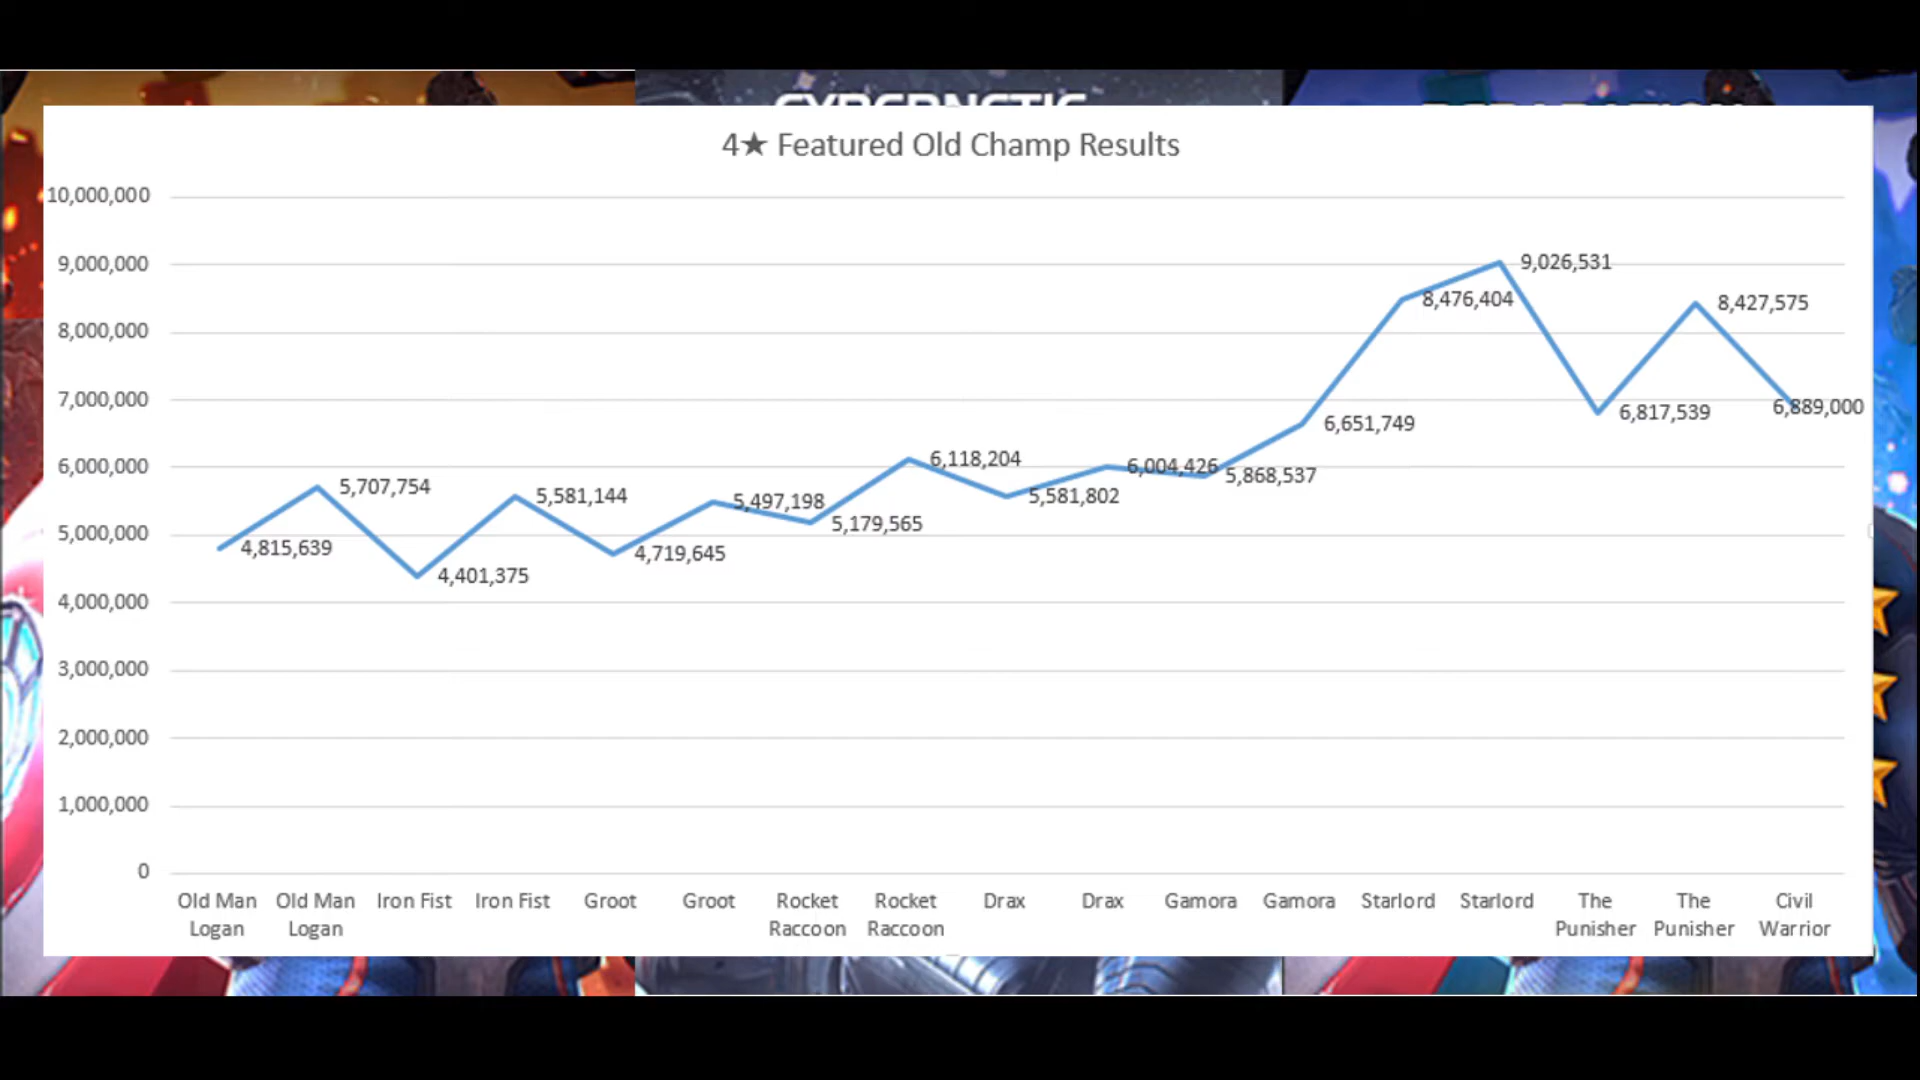 CYBERNETIC
4★ Featured Old Champ Results
10,000,000
9,000,000
8,000,000
7,000,000
6,000,000
5,000,000
4,000,000
3,000,000
2,000,000
1,000,000
0
4,815,639
5,707,754
4,401,375
5,581,144
4,719,645
5,497,198
5,179,565
6,118,204
5,581,802
6,004,426
5,868,537
6,651,749
8,476,404
9,026,531
6,817,539
8,427,575
6,889,000
Old Man
Logan
Old Man
Logan
Iron Fist
Iron Fist
Groot
Groot
Rocket
Raccoon
Rocket
Raccoon
Drax
Drax
Gamora
Gamora
Starlord
Starlord
The
Punisher
The
Punisher
Civil
Warrior